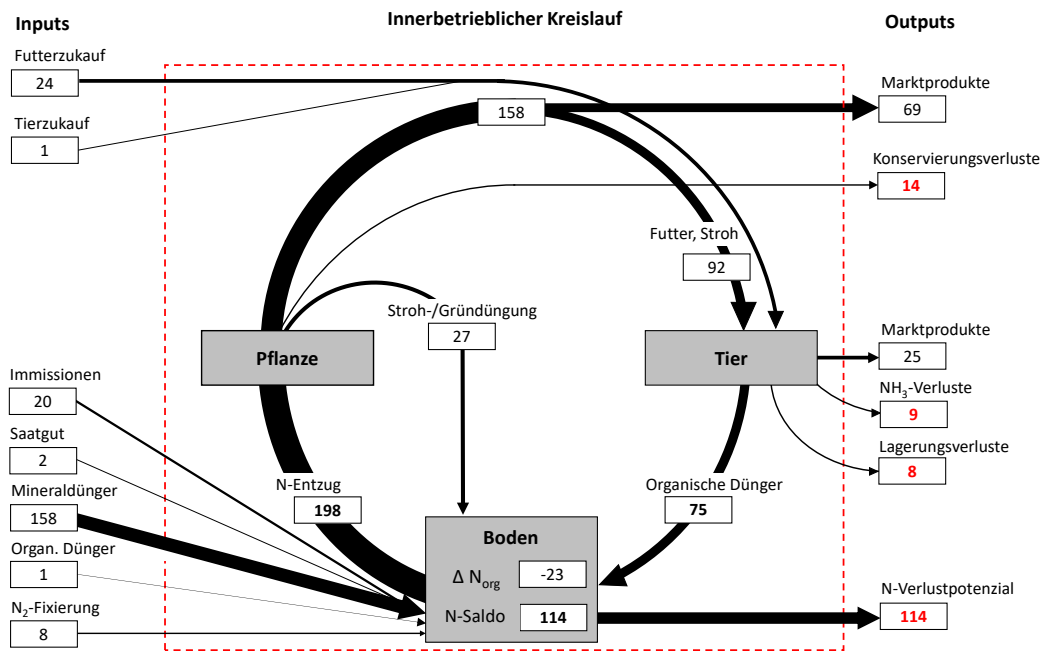 Inputs
Innerbetrieblicher Kreislauf
Outputs
Futterzukauf
24
Tierzukauf
1
158
Marktprodukte
69
Konservierungsverluste
14
Futter, Stroh
92
Stroh-/Gründüngung
27
Pflanze
Tier
Marktprodukte
25
NH₃-Verluste
9
Lagerungsverluste
8
Immissionen
20
Saatgut
2
Mineraldünger
158
Organ. Dünger
1
N₂-Fixierung
8
N-Entzug
198
Organische Dünger
75
Boden
Δ Norg
-23
N-Saldo
114
N-Verlustpotenzial
114